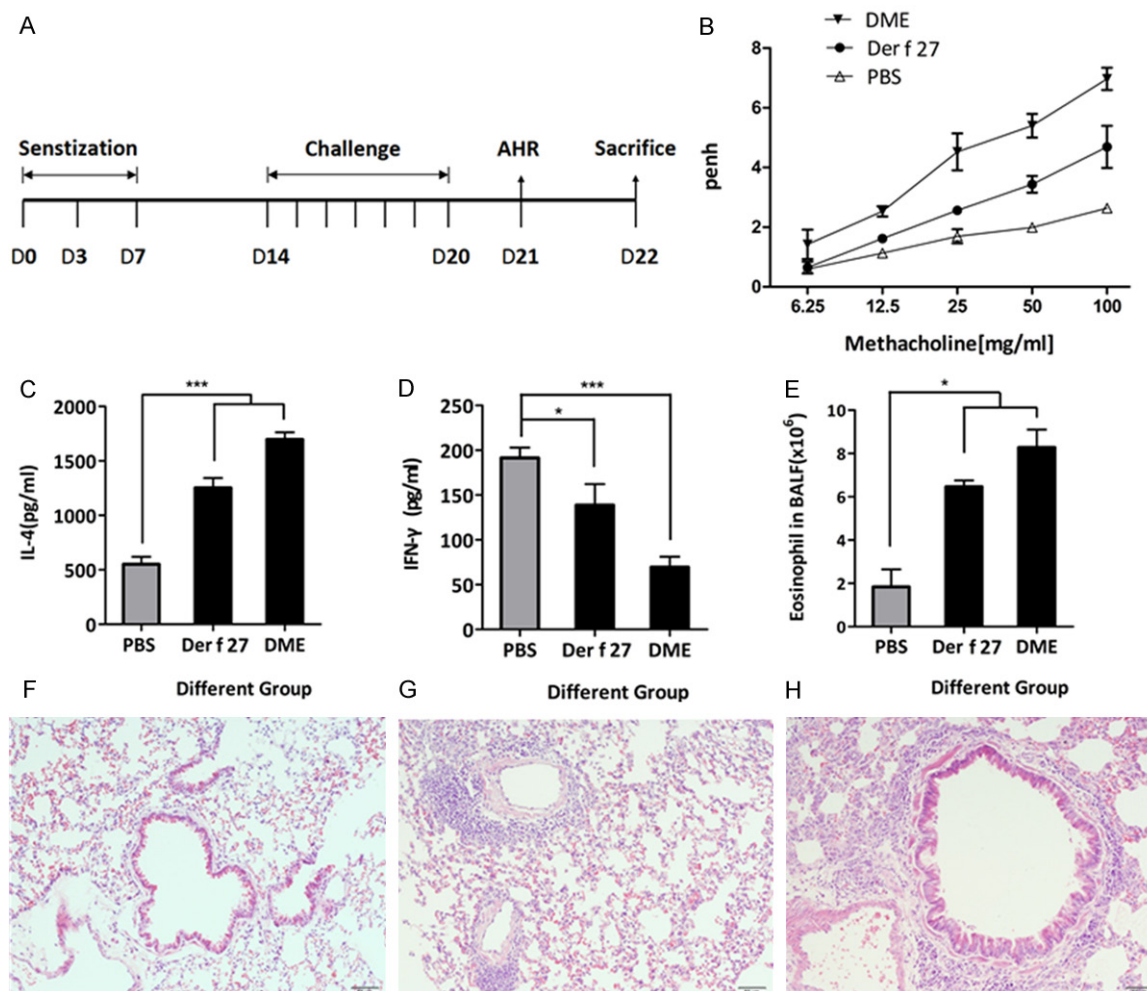 A
Senstization
Challenge
AHR
Sacrifice
D0
D3
D7
D14
D20
D21
D22
B
DME
Der f 27
PBS
8
6
4
2
0
penh
6.25
12.5
25
50
100
Methacholine[mg/ml]
C
***
2000
1500
1000
500
0
IL-4(pg/ml)
PBS
Der f 27
DME
Different Group
D
***
*
250
200
150
100
50
0
IFN-γ (pg/ml)
PBS
Der f 27
DME
Different Group
E
*
10
8
6
4
2
0
Eosinophil in BALF(x10⁶)
PBS
Der f 27
DME
Different Group
F
G
H